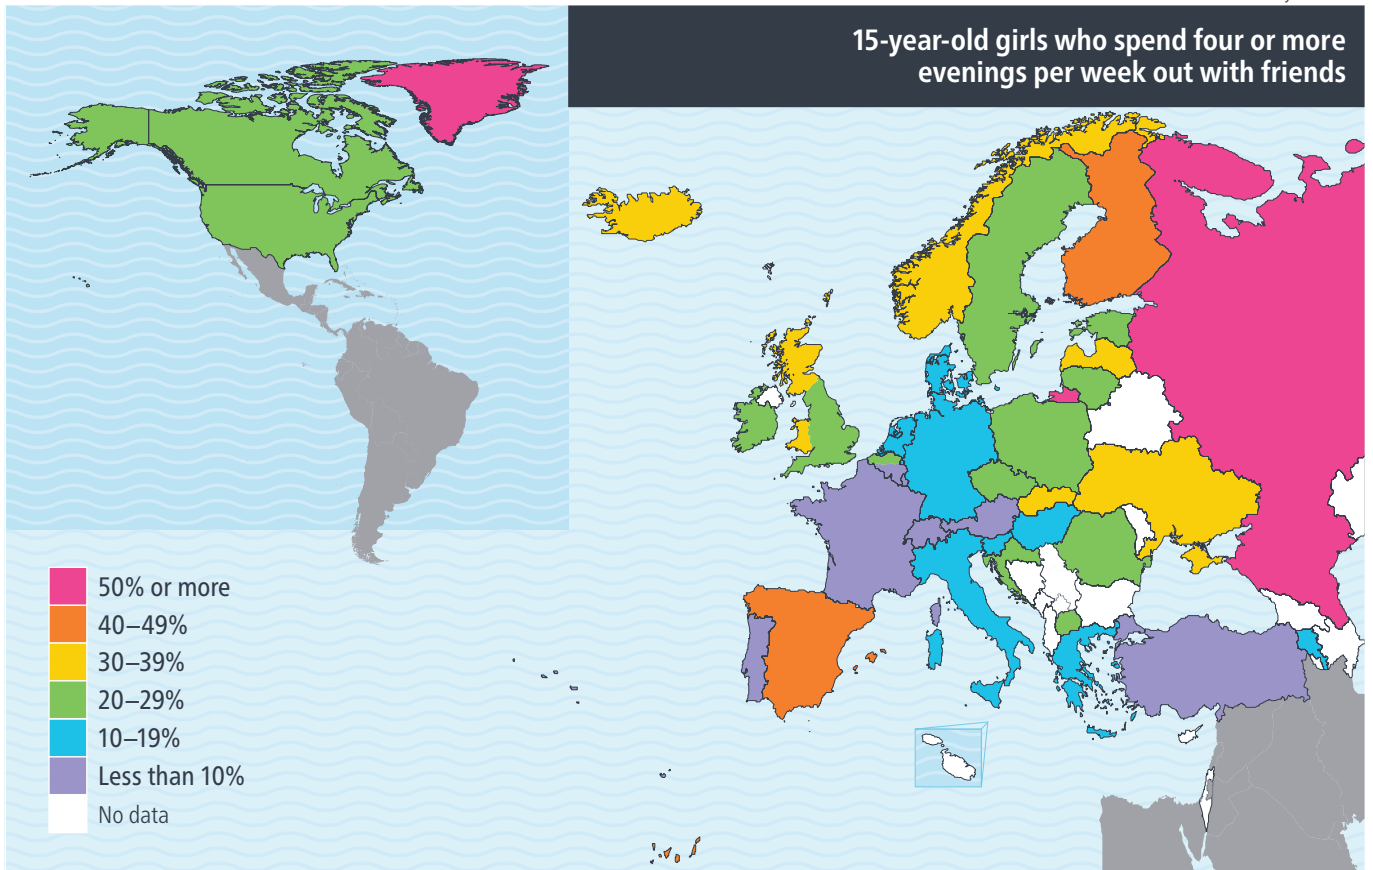 15-year-old girls who spend four or more
evenings per week out with friends
50% or more
40–49%
30–39%
20–29%
10–19%
Less than 10%
No data